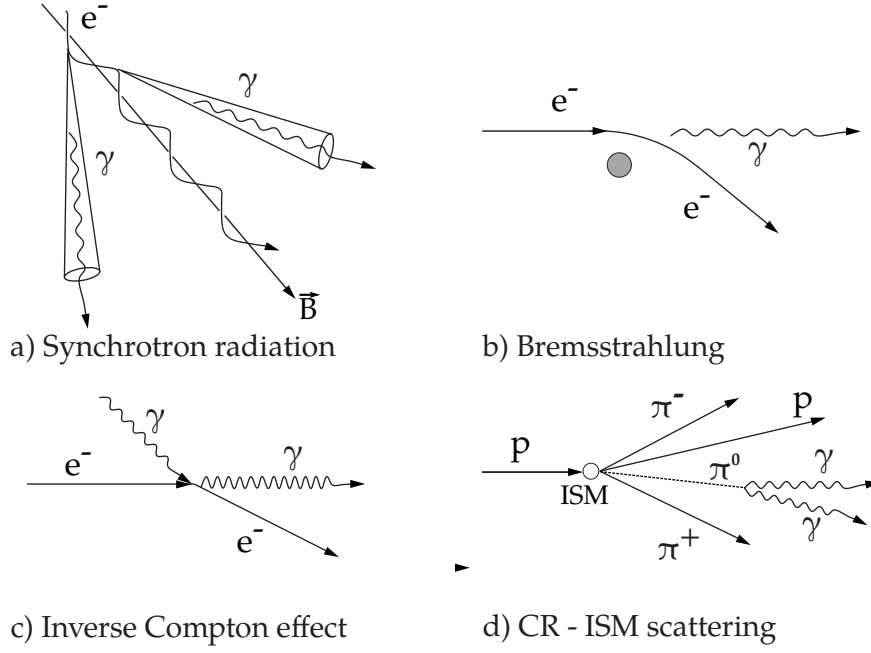 e⁻
γ
γ
B⃗
a) Synchrotron radiation
e⁻
γ
e⁻
b) Bremsstrahlung
γ
e⁻
γ
e⁻
c) Inverse Compton effect
π⁻
p
p
π⁰
γ
ISM
γ
π⁺
d) CR - ISM scattering